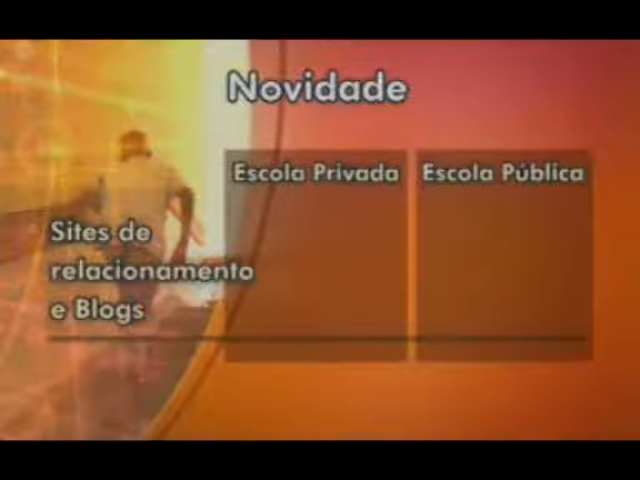 Novidade
Escola Privada Escola Pública
Sites de
relacionamento
e Blogs